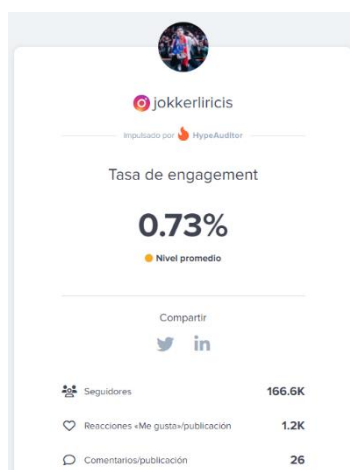 jokkerliricis
Impulsado por HypeAuditor
Tasa de engagement
0.73%
Nivel promedio
Compartir
Seguidores 166.6K
Reacciones «Me gusta»/publicación 1.2K
Comentarios/publicación 26